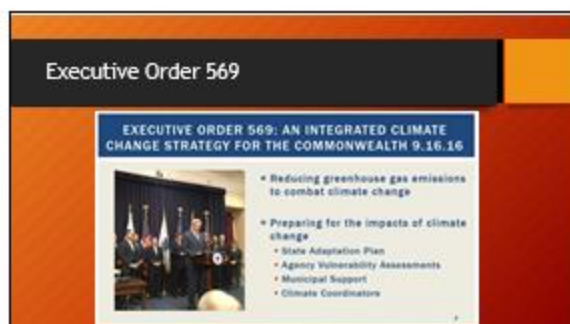 Executive Order 569
EXECUTIVE ORDER 569: AN INTEGRATED CLIMATE
CHANGE STRATEGY FOR THE COMMONWEALTH 9.16.16
Reducing greenhouse gas emissions
to combat climate change
Preparing for the impacts of climate
change
State Adaptation Plan
Agency Vulnerability Assessments
Municipal Support
Climate Coordinators